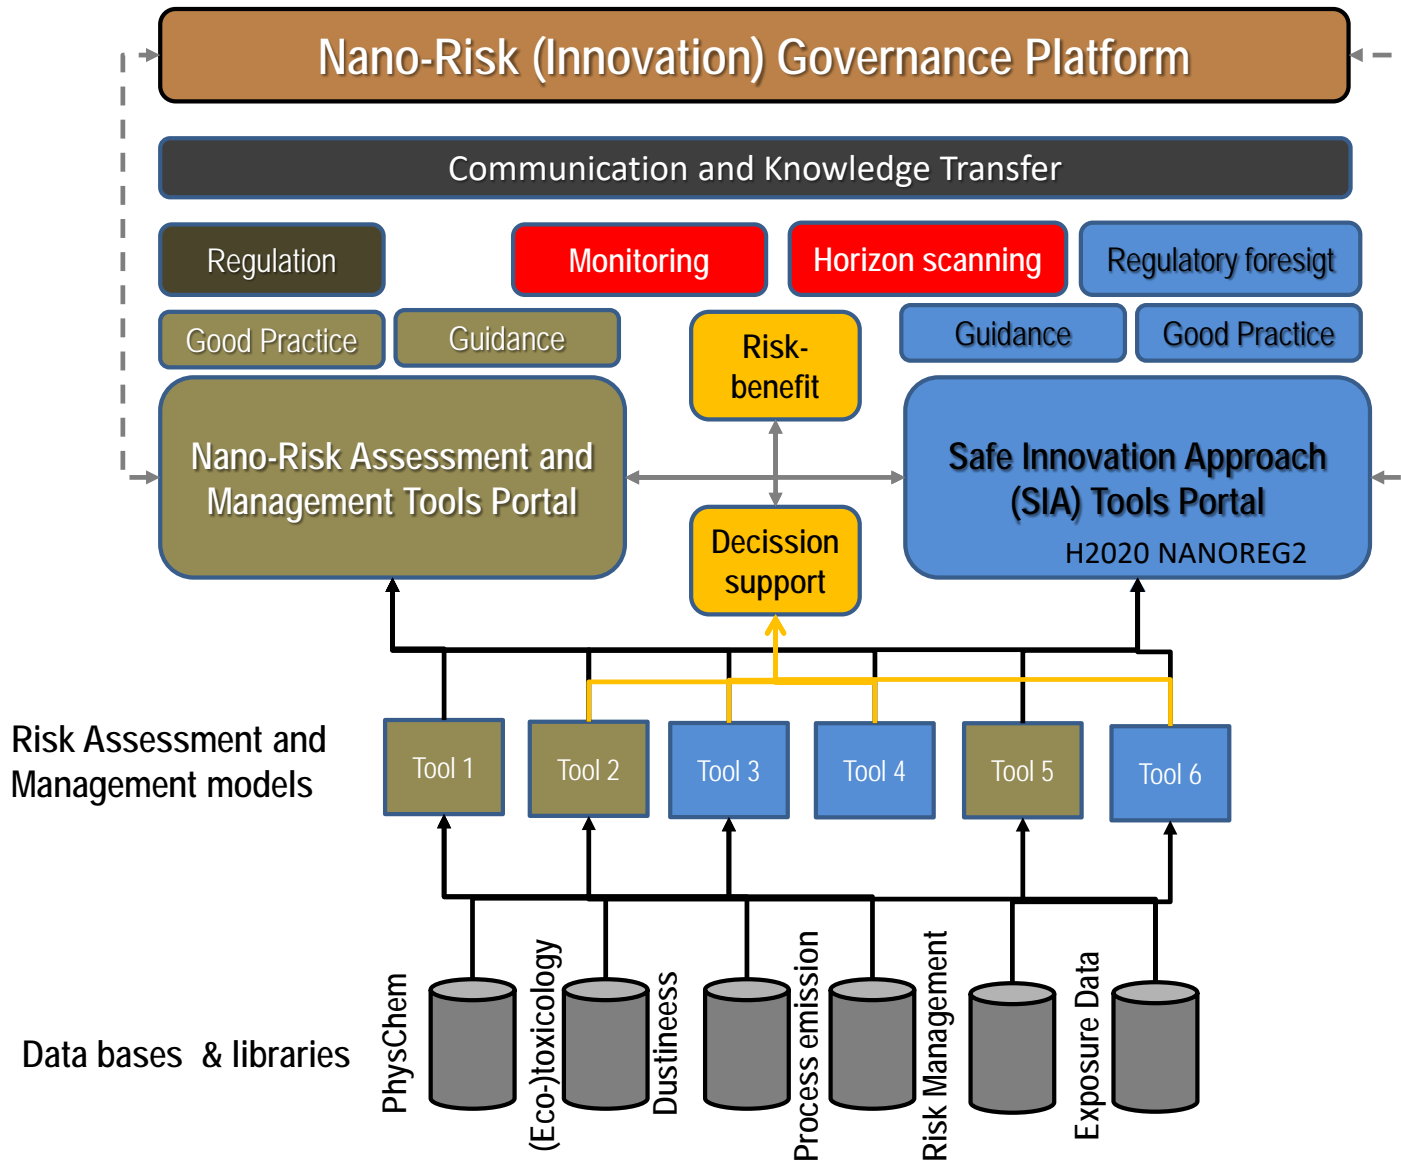 Nano-Risk (Innovation) Governance Platform
Communication and Knowledge Transfer
Regulation
Monitoring
Horizon scanning
Regulatory foresigt
Good Practice
Guidance
Risk-
benefit
Guidance
Good Practice
Nano-Risk Assessment and
Management Tools Portal
Safe Innovation Approach
(SIA) Tools Portal
H2020 NANOREG2
Decission
support
Risk Assessment and
Management models
Tool 1
Tool 2
Tool 3
Tool 4
Tool 5
Tool 6
Data bases & libraries
PhysChem
(Eco-)toxicology
Dustineess
Process emission
Risk Management
Exposure Data